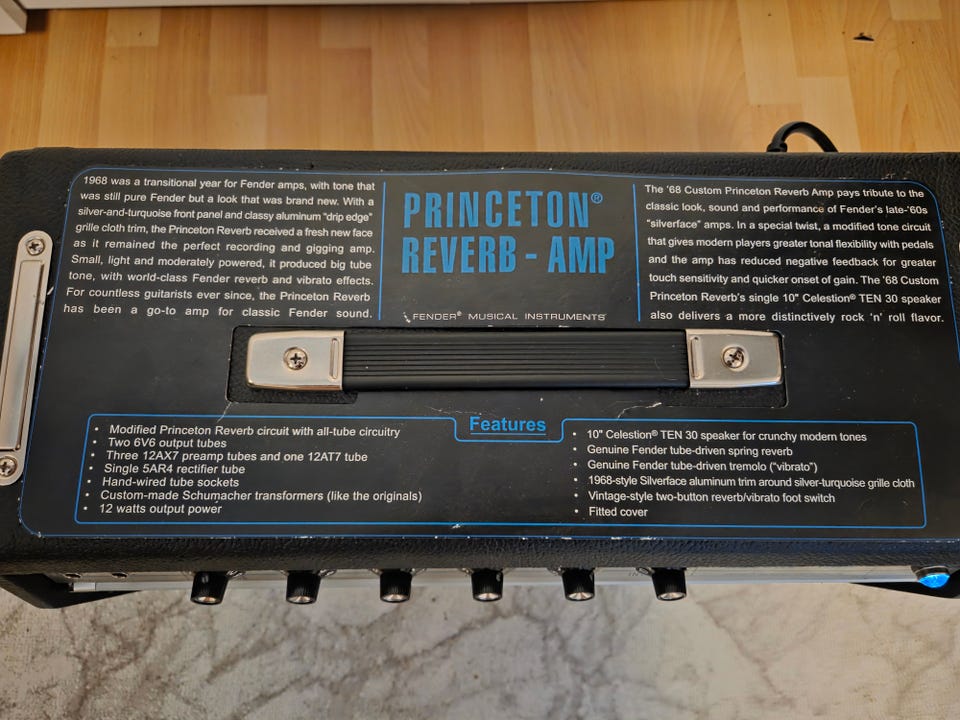 1968 was a transitional year for Fender amps, with tone that
was still pure Fender but a look that was brand new. With a
silver-and-turquoise front panel and classy aluminum “drip edge”
grille cloth trim, the Princeton Reverb received a fresh new face
as it remained the perfect recording and gigging amp.
Small, light and moderately powered, it produced big tube
tone, with world-class Fender reverb and vibrato effects.
For countless guitarists ever since, the Princeton Reverb
has been a go-to amp for classic Fender sound.
PRINCETON®
REVERB - AMP
FENDER® MUSICAL INSTRUMENTS
The '68 Custom Princeton Reverb Amp pays tribute to the
classic look, sound and performance of Fender's late-'60s
“silverface” amps. In a special twist, a modified tone circuit
that gives modern players greater tonal flexibility with pedals
and the amp has reduced negative feedback for greater
touch sensitivity and quicker onset of gain. The '68 Custom
Princeton Reverb's single 10" Celestion® TEN 30 speaker
also delivers a more distinctively rock 'n' roll flavor.
Features
• Modified Princeton Reverb circuit with all-tube circuitry
• Two 6V6 output tubes
• Three 12AX7 preamp tubes and one 12AT7 tube
• Single 5AR4 rectifier tube
• Hand-wired tube sockets
• Custom-made Schumacher transformers (like the originals)
• 12 watts output power
• 10" Celestion® TEN 30 speaker for crunchy modern tones
• Genuine Fender tube-driven spring reverb
• Genuine Fender tube-driven tremolo (“vibrato”)
• 1968-style Silverface aluminum trim around silver-turquoise grille cloth
• Vintage-style two-button reverb/vibrato foot switch
• Fitted cover